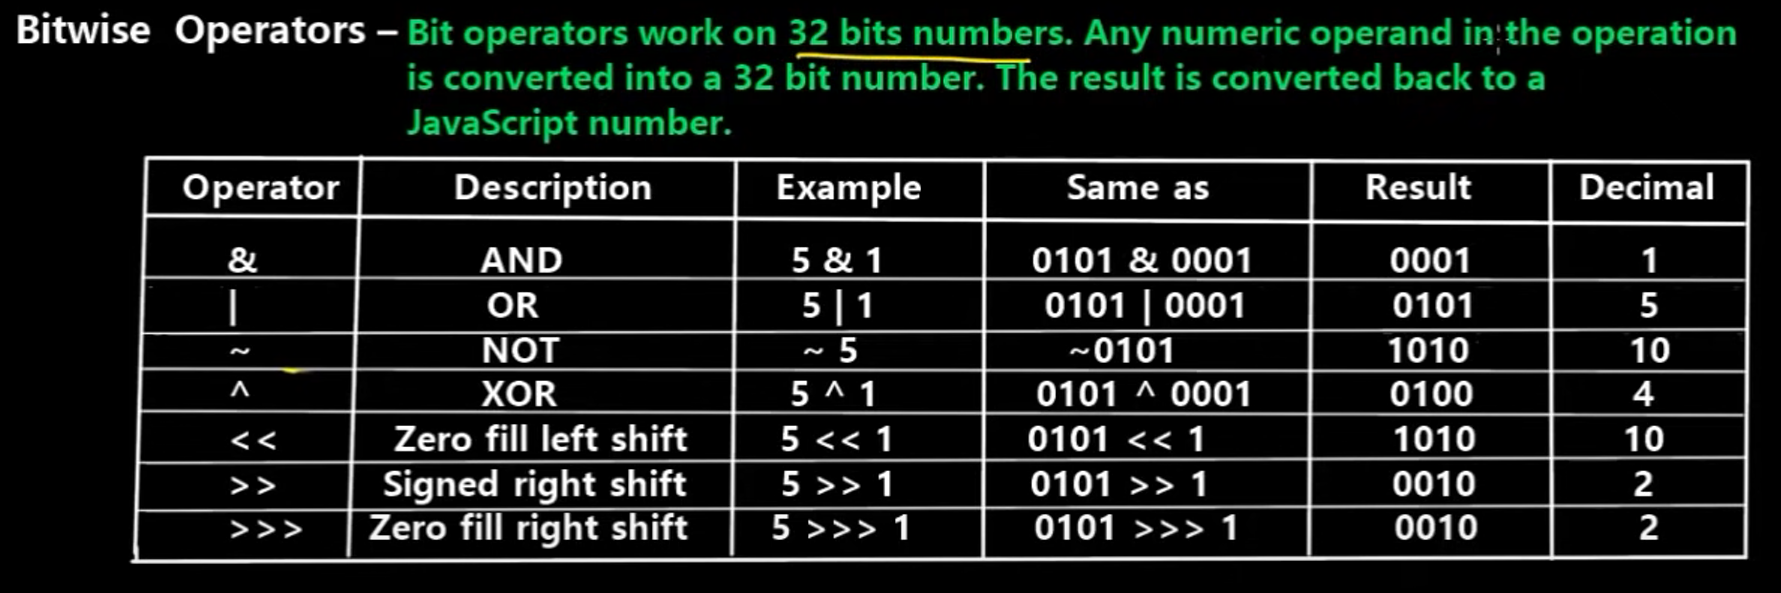 Bitwise Operators – Bit operators work on 32 bits numbers. Any numeric operand in the operation
is converted into a 32 bit number. The result is converted back to a
JavaScript number.
Operator Description Example Same as Result Decimal
& AND 5 & 1 0101 & 0001 0001 1
| OR 5 | 1 0101 | 0001 0101 5
~ NOT ~ 5 ~0101 1010 10
^ XOR 5 ^ 1 0101 ^ 0001 0100 4
<< Zero fill left shift 5 << 1 0101 << 1 1010 10
>> Signed right shift 5 >> 1 0101 >> 1 0010 2
>>> Zero fill right shift 5 >>> 1 0101 >>> 1 0010 2